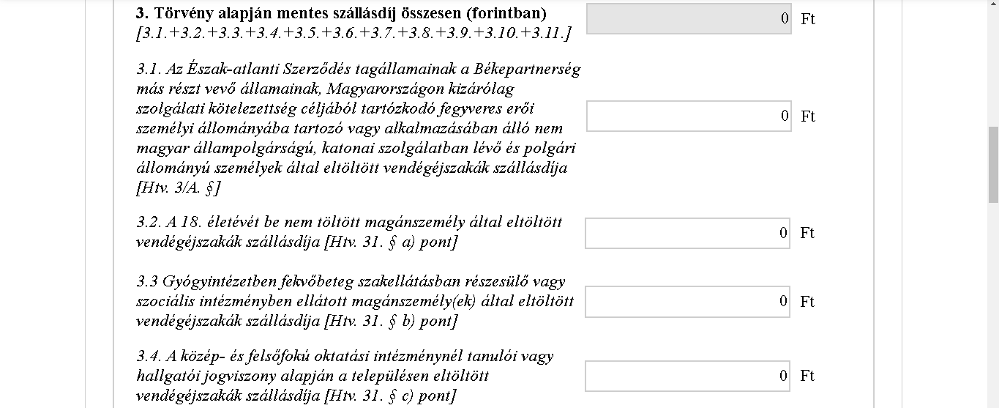 3. Törvény alapján mentes szállásdíj összesen (forintban)
[3.1.+3.2.+3.3.+3.4.+3.5.+3.6.+3.7.+3.8.+3.9.+3.10.+3.11.]
0 Ft
3.1. Az Észak-atlanti Szerződés tagállamainak a Békepartnerség
más részt vevő államainak, Magyarországon kizárólag
szolgálati kötelezettség céljából tartózkodó fegyveres erői
személyi állományába tartozó vagy alkalmazásában álló nem
magyar állampolgárságú, katonai szolgálatban lévő és polgári
állományú személyek által eltöltött vendégéjszakák szállásdíja
[Htv. 3/A. §]
0 Ft
3.2. A 18. életévét be nem töltött magánszemély által eltöltött
vendégéjszakák szállásdíja [Htv. 31. § a) pont]
0 Ft
3.3 Gyógyintézetben fekvőbeteg szakellátásban részesülő vagy
szociális intézményben ellátott magánszemély(ek) által eltöltött
vendégéjszakák szállásdíja [Htv. 31. § b) pont]
0 Ft
3.4. A közép- és felsőfokú oktatási intézménynél tanulói vagy
hallgatói jogviszony alapján a településen eltöltött
vendégéjszakák szállásdíja [Htv. 31. § c) pont]
0 Ft